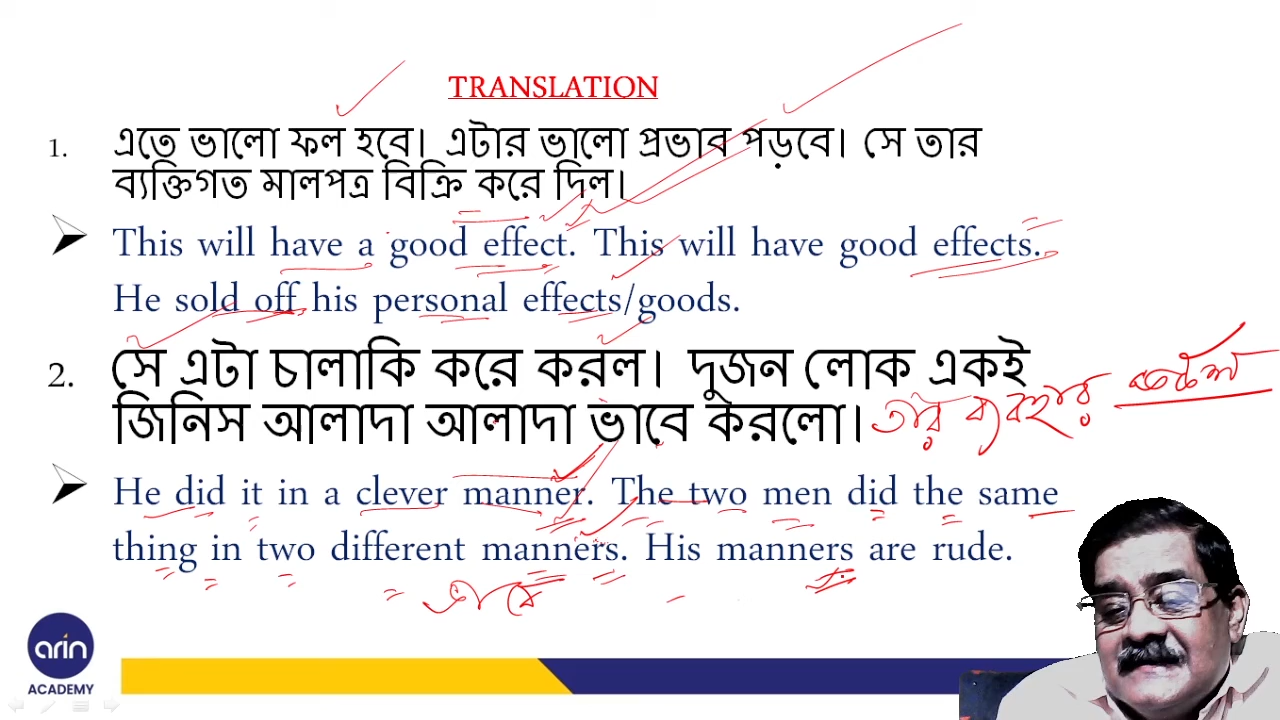 TRANSLATION
1. এতে ভালো ফল হবে। এটার ভালো প্রভাব পড়বে। সে তার
ব্যক্তিগত মালপত্র বিক্রি করে দিল।
This will have a good effect. This will have good effects.
He sold off his personal effects/goods.
2. সে এটা চালাকি করে করল। দুজন লোক একই
জিনিস আলাদা আলাদা ভাবে করলো। তার ব্যবহার
He did it in a clever manner. The two men did the same
thing in two different manners. His manners are rude.
ভাবে
arin
ACADEMY